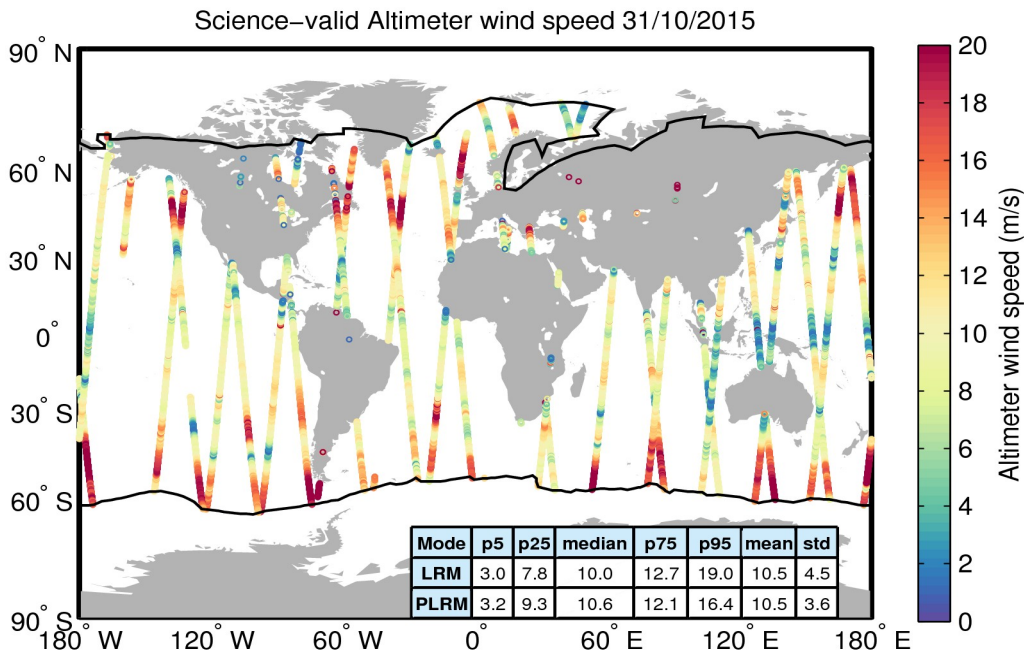 Science−valid Altimeter wind speed 31/10/2015
90° N
60° N
30° N
0°
30° S
60° S
90° S
180° W
120° W
60° W
0°
60° E
120° E
180° E
Mode p5 p25 median p75 p95 mean std
LRM 3.0 7.8 10.0 12.7 19.0 10.5 4.5
PLRM 3.2 9.3 10.6 12.1 16.4 10.5 3.6
20
18
16
14
12
10
8
6
4
2
0
Altimeter wind speed (m/s)